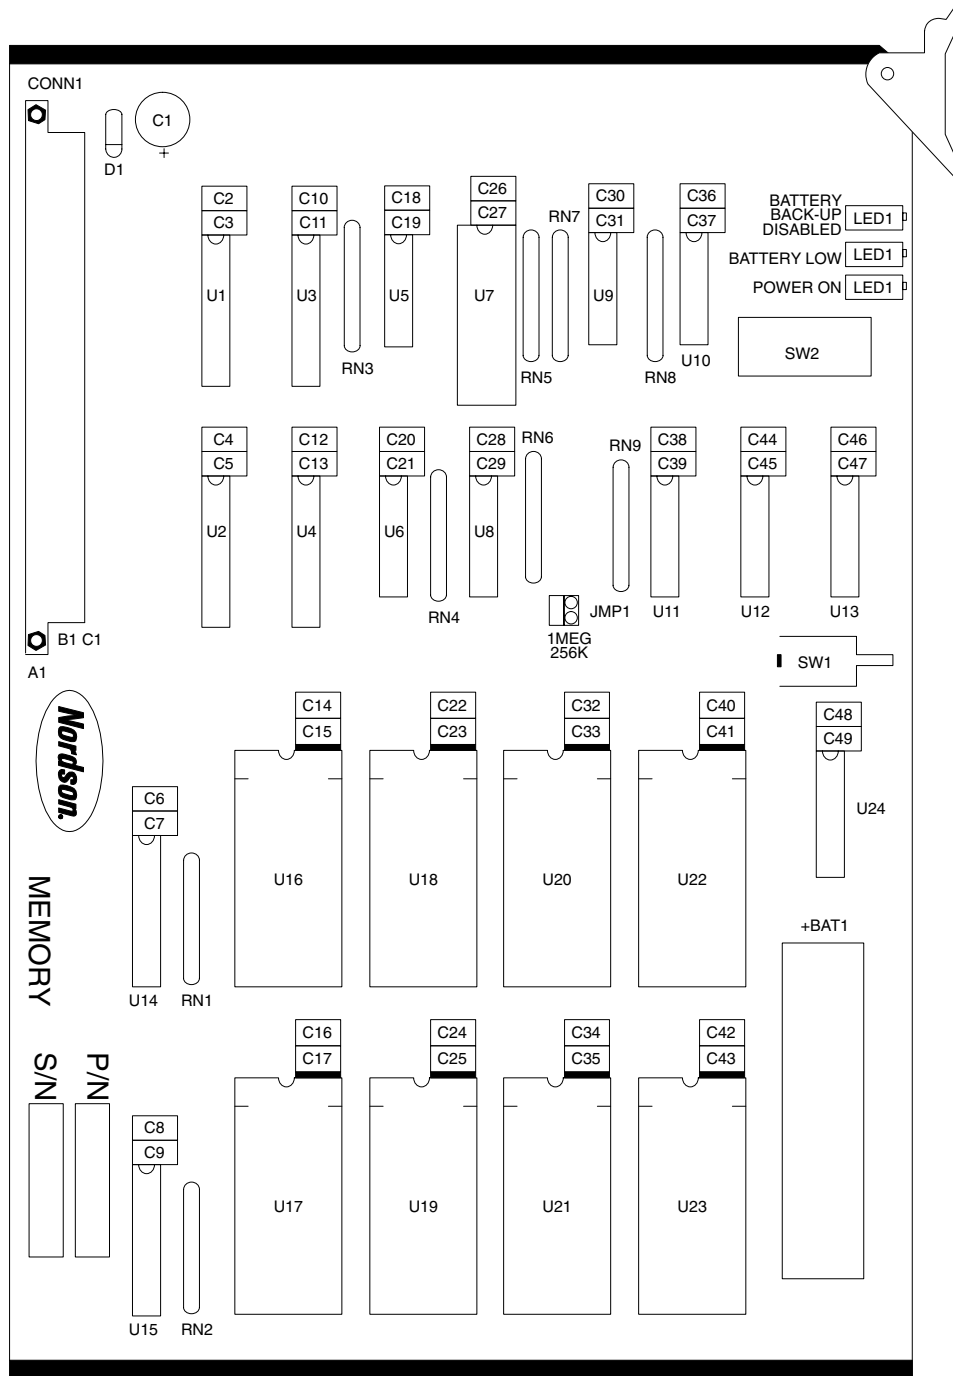 CONN1
C1
+
D1
C2
C3
C10
C11
C18
C19
C26
C27
RN7
C30
C31
C36
C37
BATTERY
BACK-UP
DISABLED
LED1
BATTERY LOW
LED1
POWER ON
LED1
U1
U3
U5
U7
U9
U10
RN3
RN5
RN8
SW2
C4
C5
C12
C13
C20
C21
C28
C29
RN6
RN9
C38
C39
C44
C45
C46
C47
U2
U4
U6
U8
RN4
JMP1
1MEG
256K
U11
U12
U13
B1 C1
A1
SW1
Nordson
C14
C15
C22
C23
C32
C33
C40
C41
C48
C49
C6
C7
U24
U16
U18
U20
U22
MEMORY
+BAT1
U14
RN1
C16
C17
C24
C25
C34
C35
C42
C43
S/N
P/N
C8
C9
U17
U19
U21
U23
U15
RN2